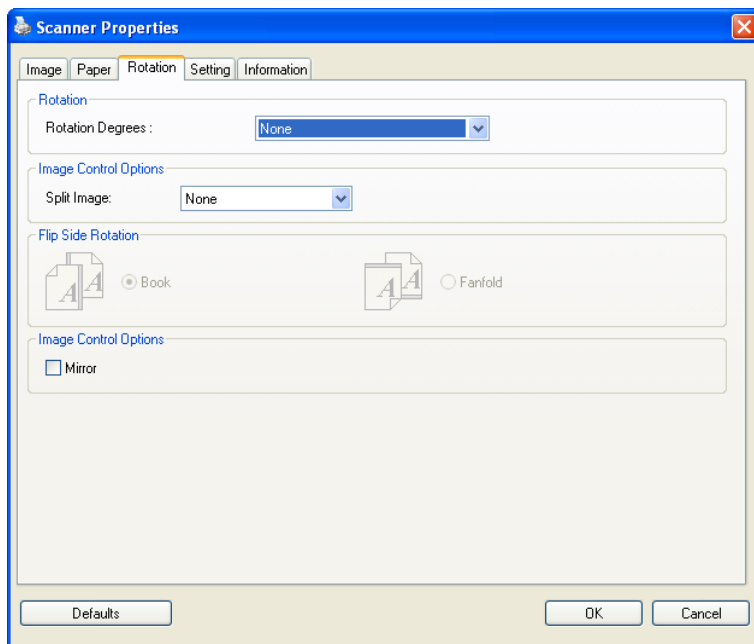 Scanner Properties
Image Paper Rotation Setting Information
Rotation
Rotation Degrees : None
Image Control Options
Split Image: None
Flip Side Rotation
A A Book A A Fanfold
Image Control Options
Mirror
Defaults OK Cancel